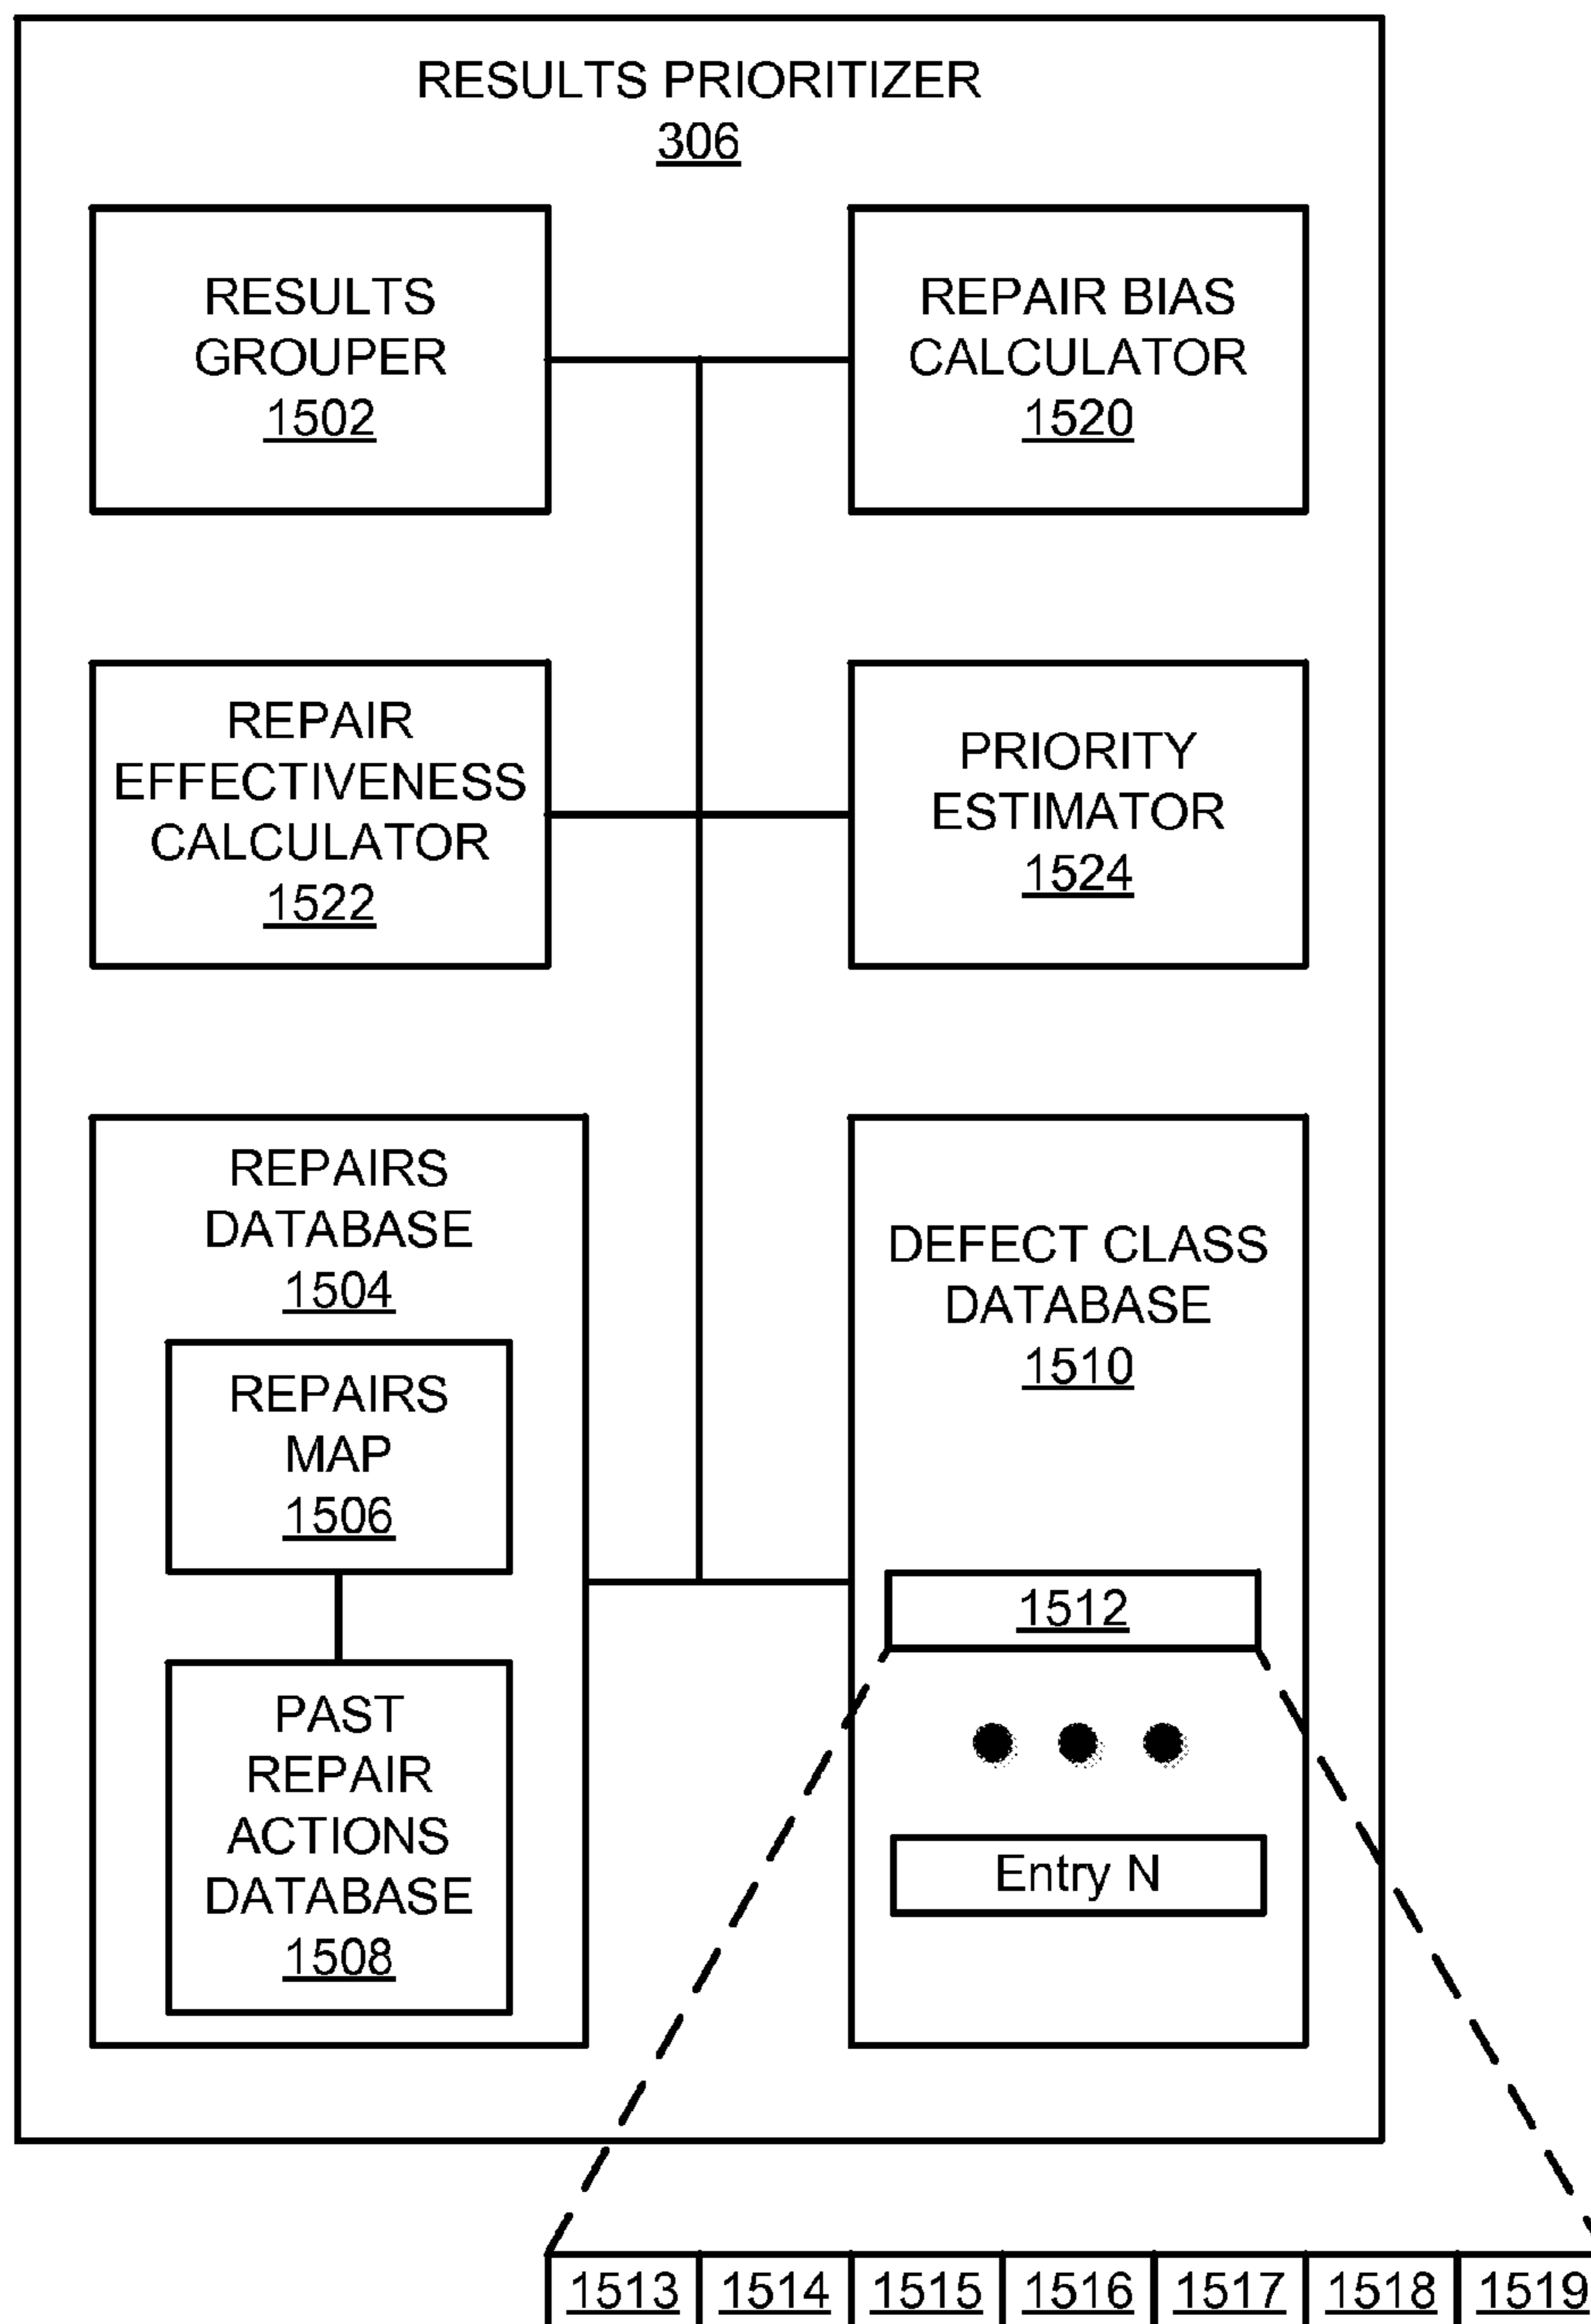 RESULTS PRIORITIZER
306
RESULTS
GROUPER
1502
REPAIR BIAS
CALCULATOR
1520
REPAIR
EFFECTIVENESS
CALCULATOR
1522
PRIORITY
ESTIMATOR
1524
REPAIRS
DATABASE
1504
REPAIRS
MAP
1506
PAST
REPAIR
ACTIONS
DATABASE
1508
DEFECT CLASS
DATABASE
1510
1512
Entry N
1513 1514 1515 1516 1517 1518 1519